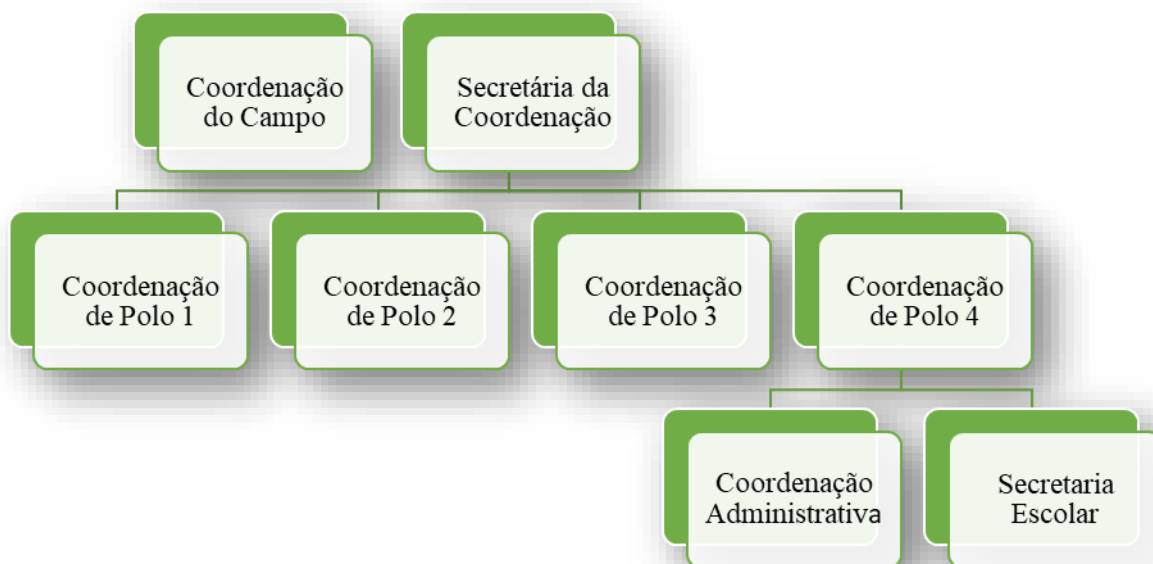 Coordenação
do Campo
Secretária da
Coordenação
Coordenação
de Polo 1
Coordenação
de Polo 2
Coordenação
de Polo 3
Coordenação
de Polo 4
Coordenação
Administrativa
Secretaria
Escolar